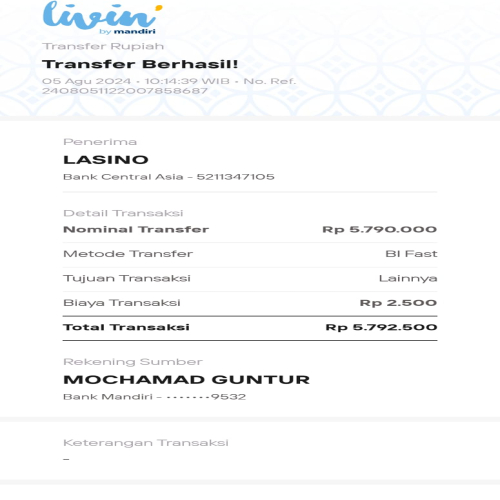 livin'
by mandiri
Transfer Rupiah
Transfer Berhasil!
05 Agu 2024 • 10:14:39 WIB • No. Ref.
2408051122007858687
Penerima
LASINO
Bank Central Asia - 5211347105
Detail Transaksi
Nominal Transfer Rp 5.790.000
Metode Transfer BI Fast
Tujuan Transaksi Lainnya
Biaya Transaksi Rp 2.500
Total Transaksi Rp 5.792.500
Rekening Sumber
MOCHAMAD GUNTUR
Bank Mandiri - •••••••9532
Keterangan Transaksi
-